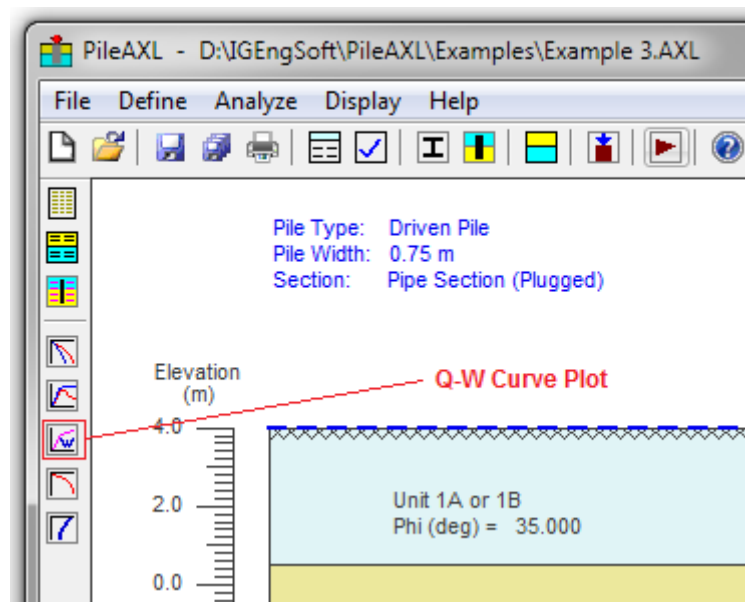 PileAXL - D:\IGEngSoft\PileAXL\Examples\Example 3.AXL
File Define Analyze Display Help
Pile Type: Driven Pile
Pile Width: 0.75 m
Section: Pipe Section (Plugged)
Elevation
(m)
Q-W Curve Plot
4.0
2.0
Unit 1A or 1B
Phi (deg) = 35.000
0.0